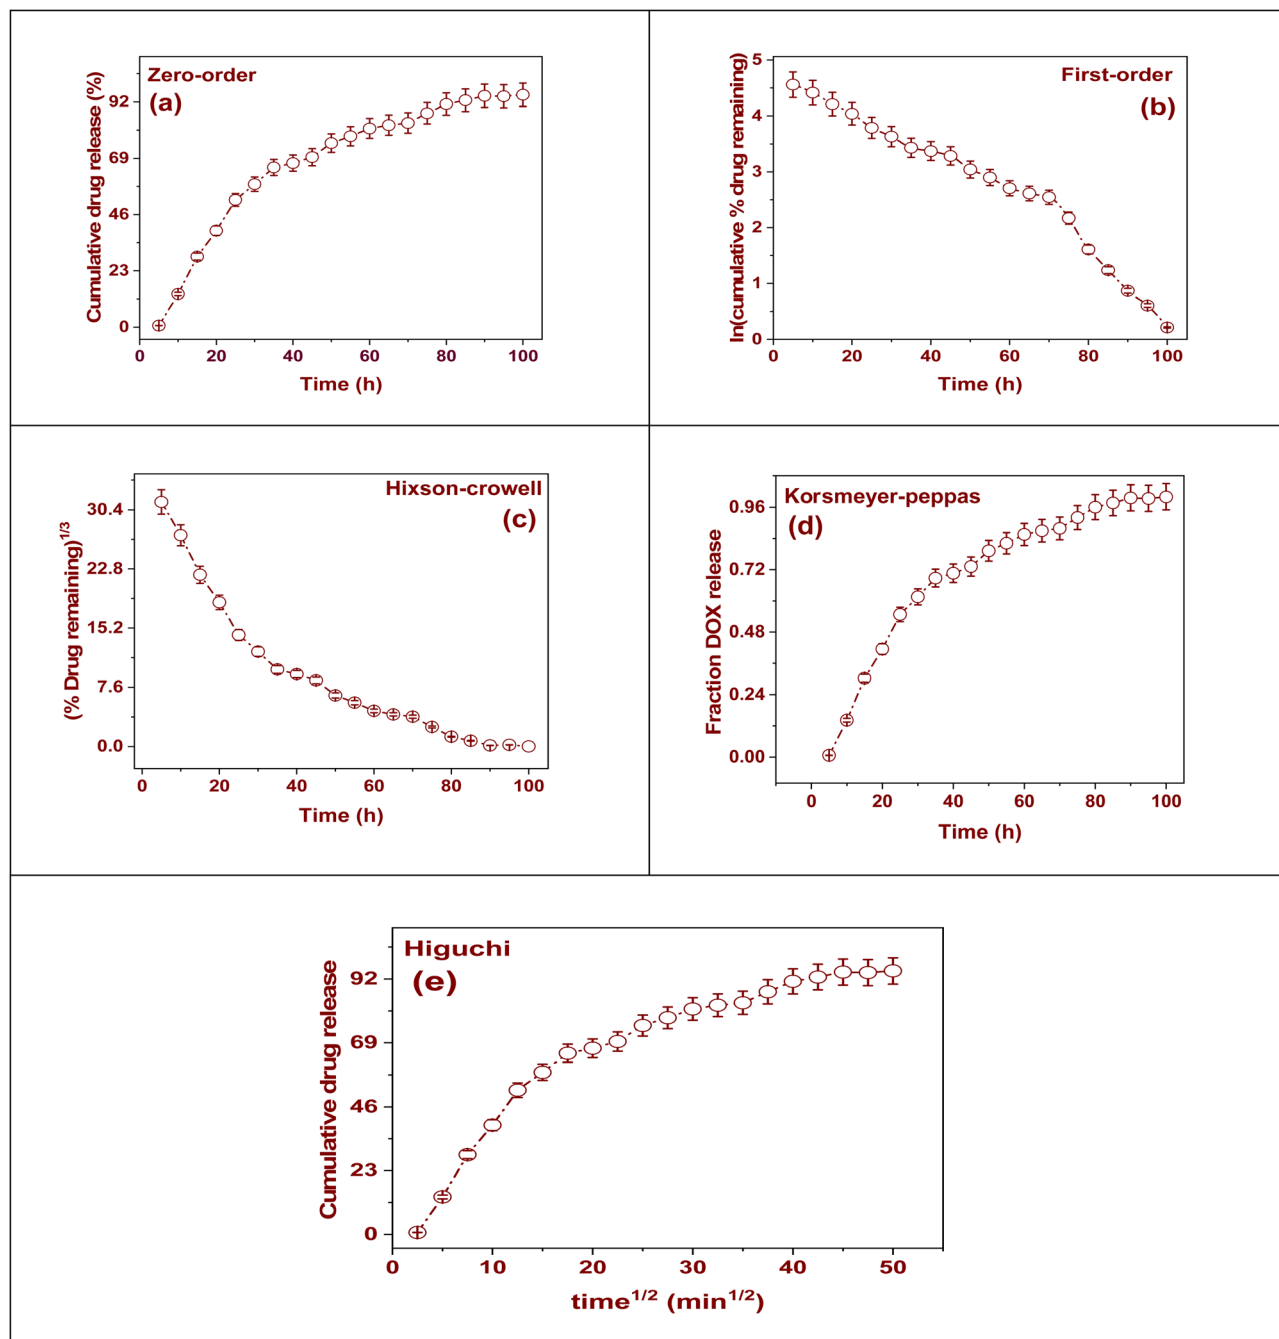 Zero-order
(a)
Cumulative drug release (%)
92
69
46
23
0
0 20 40 60 80 100
Time (h)
First-order
(b)
ln(cumulative % drug remaining)
5
4
3
2
1
0
0 20 40 60 80 100
Time (h)
Hixson-crowell
(c)
(% Drug remaining)^1/3
30.4
22.8
15.2
7.6
0.0
0 20 40 60 80 100
Time (h)
Korsmeyer-peppas
(d)
Fraction DOX release
0.96
0.72
0.48
0.24
0.00
0 20 40 60 80 100
Time (h)
Higuchi
(e)
Cumulative drug release
92
69
46
23
0
0 10 20 30 40 50
time^1/2 (min^1/2)